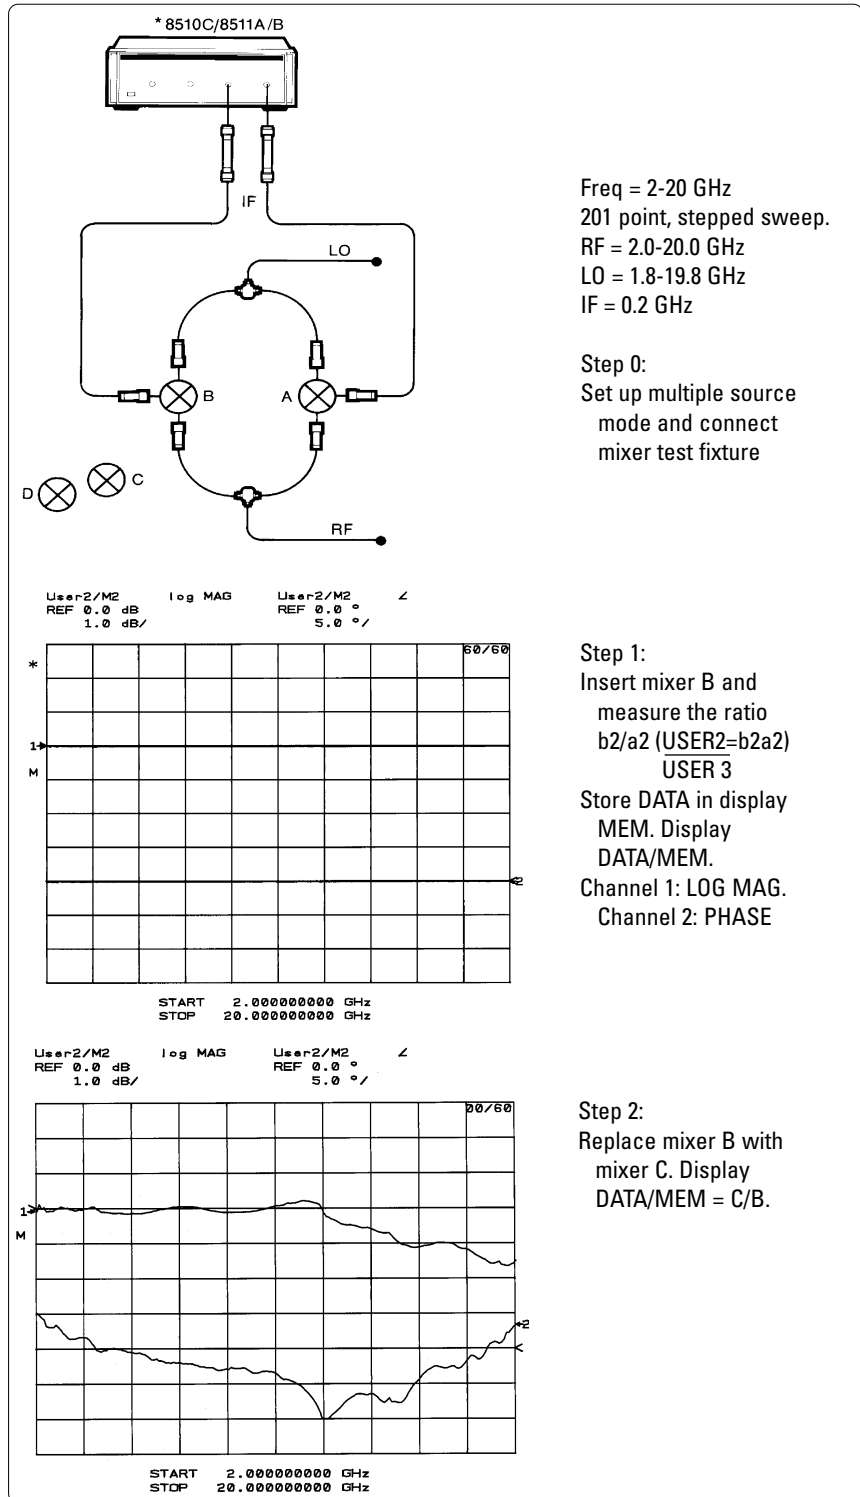 * 8510C/8511A/B
IF
LO
B
A
D
C
RF
Freq = 2-20 GHz
201 point, stepped sweep.
RF = 2.0-20.0 GHz
LO = 1.8-19.8 GHz
IF = 0.2 GHz
Step 0:
Set up multiple source
mode and connect
mixer test fixture
User2/M2 log MAG User2/M2 ∠
REF 0.0 dB REF 0.0 °
1.0 dB/ 5.0 °/
60/60
*
1
M
2
START 2.000000000 GHz
STOP 20.000000000 GHz
Step 1:
Insert mixer B and
measure the ratio
b2/a2 (USER2=b2a2)
USER 3
Store DATA in display
MEM. Display
DATA/MEM.
Channel 1: LOG MAG.
Channel 2: PHASE
User2/M2 log MAG User2/M2 ∠
REF 0.0 dB REF 0.0 °
1.0 dB/ 5.0 °/
00/60
1
M
2
START 2.000000000 GHz
STOP 20.000000000 GHz
Step 2:
Replace mixer B with
mixer C. Display
DATA/MEM = C/B.